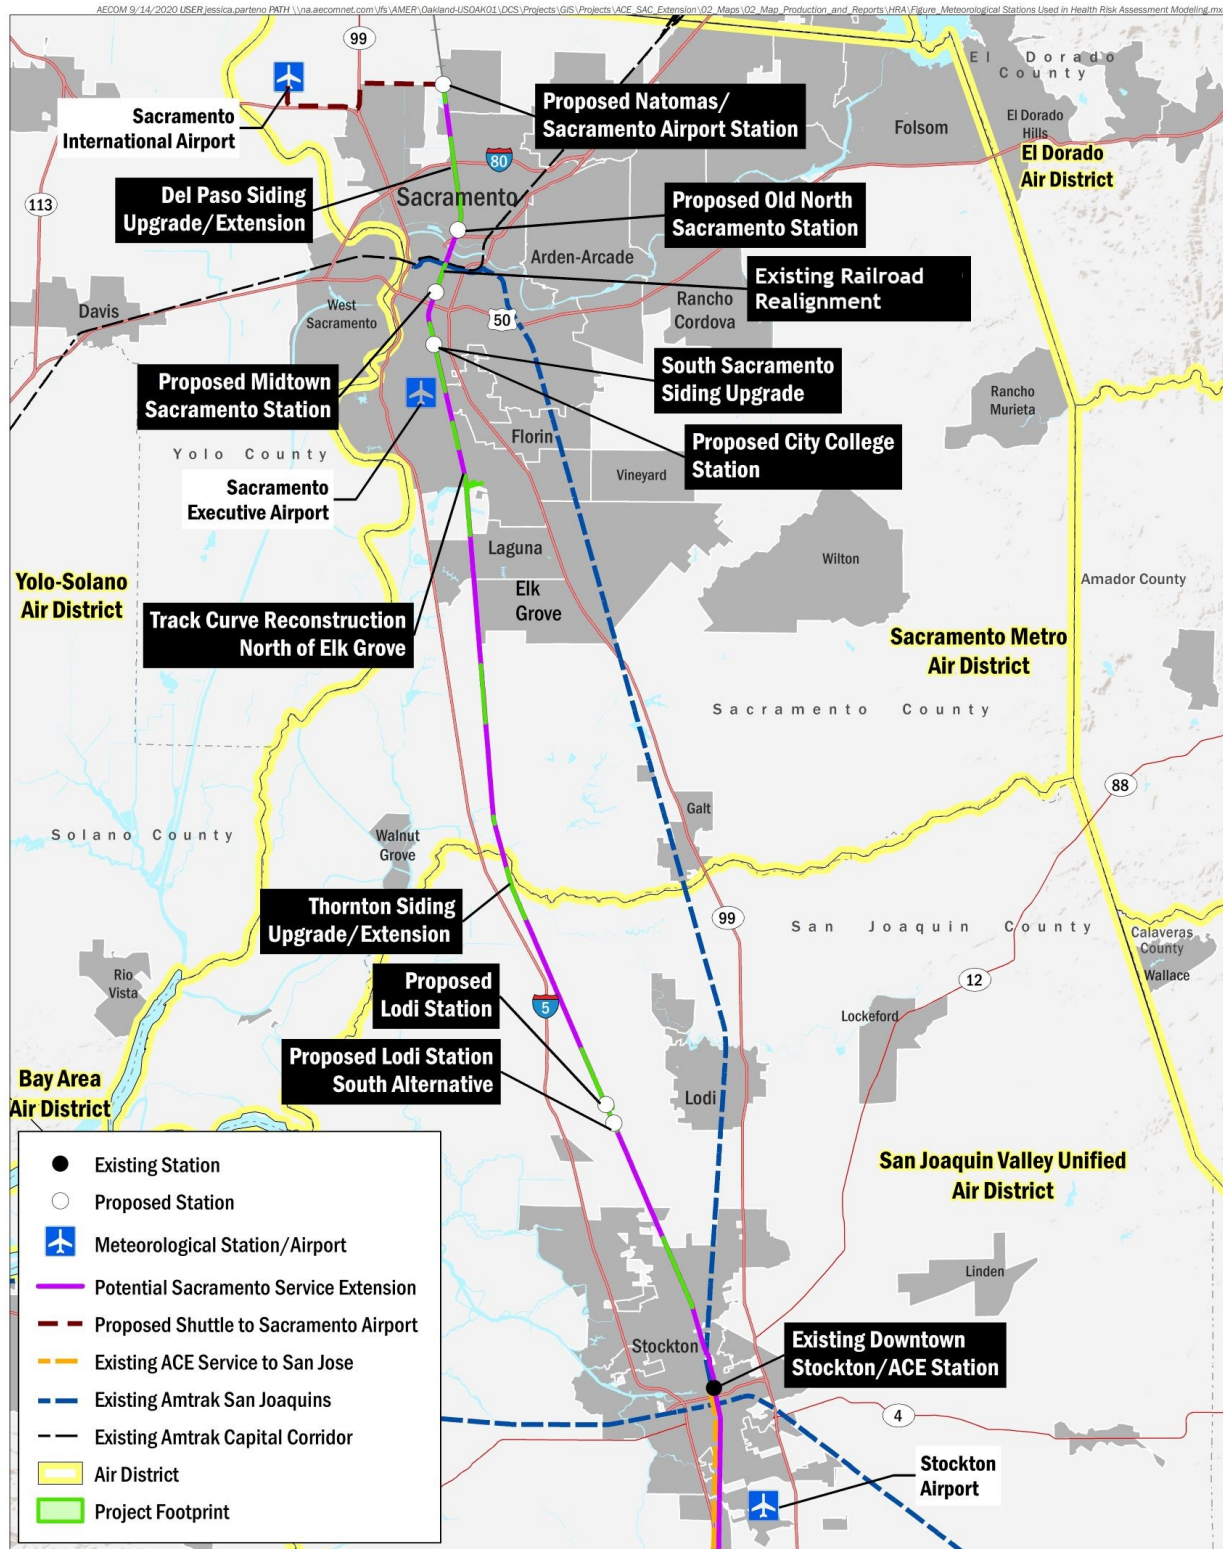 AECOM 9/14/2020 USER jessica.parteno PATH \\na.aecomnet.com\lfs\AMER\Oakland-USOAK01\DCS\Projects\GIS\Projects\ACE_SAC_Extension\02_Maps\02_Map_Production_and_Reports\HRA\Figure_Meteorological Stations Used in Health Risk Assessment Modeling.mx
99
El Dorado
County
Sacramento
International Airport
Proposed Natomas/
Sacramento Airport Station
Folsom
El Dorado
Hills
El Dorado
Air District
80
113
Del Paso Siding
Upgrade/Extension
Sacramento
Proposed Old North
Sacramento Station
Arden-Arcade
Existing Railroad
Realignment
Davis
West
Sacramento
50
Rancho
Cordova
South Sacramento
Siding Upgrade
Proposed Midtown
Sacramento Station
Rancho
Murieta
Florin
Proposed City College
Station
Yolo County
Vineyard
Sacramento
Executive Airport
Laguna
Wilton
Yolo-Solano
Air District
Elk
Grove
Amador County
Track Curve Reconstruction
North of Elk Grove
Sacramento Metro
Air District
Sacramento County
88
Galt
Solano County
Walnut
Grove
Thornton Siding
Upgrade/Extension
99
San Joaquin County
Calaveras
County
Wallace
Rio
Vista
Proposed
Lodi Station
5
12
Lockeford
Proposed Lodi Station
South Alternative
Bay Area
Air District
Lodi
San Joaquin Valley Unified
Air District
Existing Station
Proposed Station
Meteorological Station/Airport
Potential Sacramento Service Extension
Proposed Shuttle to Sacramento Airport
Existing ACE Service to San Jose
Existing Amtrak San Joaquins
Existing Amtrak Capital Corridor
Air District
Project Footprint
Linden
Stockton
Existing Downtown
Stockton/ACE Station
4
Stockton
Airport